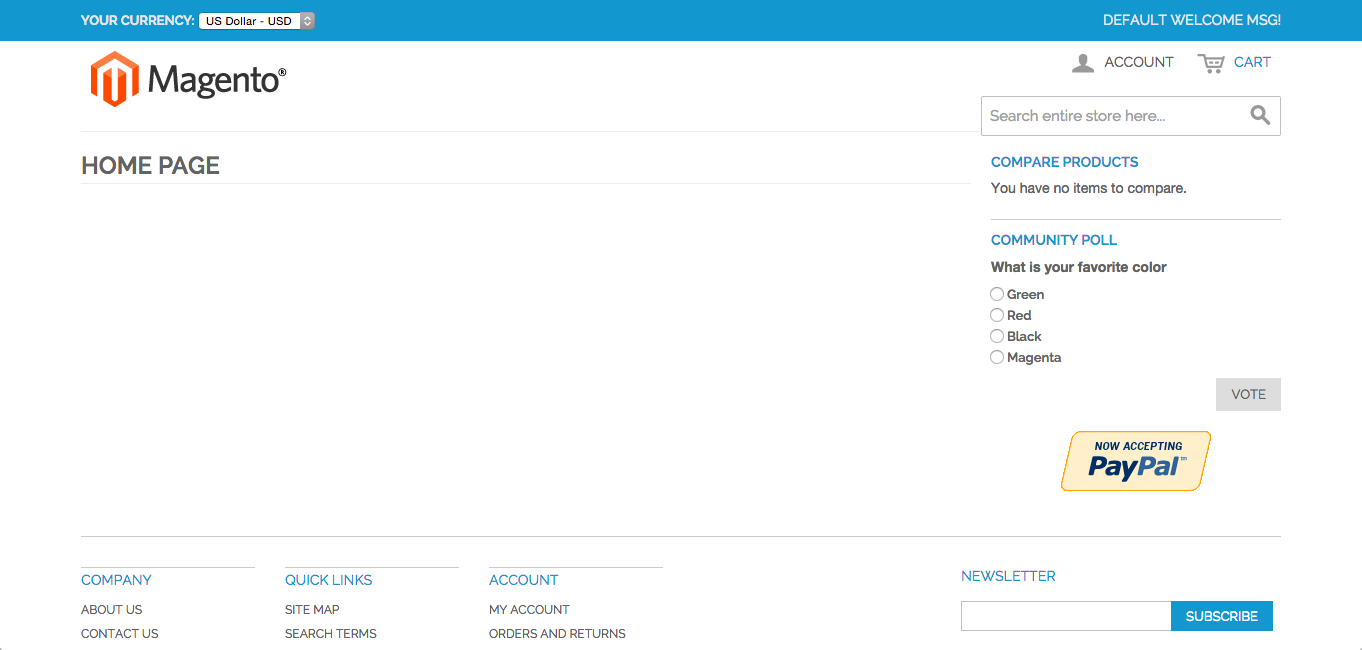 YOUR CURRENCY: US Dollar - USD
DEFAULT WELCOME MSG!
Magento®
ACCOUNT
CART
Search entire store here...
HOME PAGE
COMPARE PRODUCTS
You have no items to compare.
COMMUNITY POLL
What is your favorite color
Green
Red
Black
Magenta
VOTE
NOW ACCEPTING
PayPal™
COMPANY
ABOUT US
CONTACT US
QUICK LINKS
SITE MAP
SEARCH TERMS
ACCOUNT
MY ACCOUNT
ORDERS AND RETURNS
NEWSLETTER
SUBSCRIBE